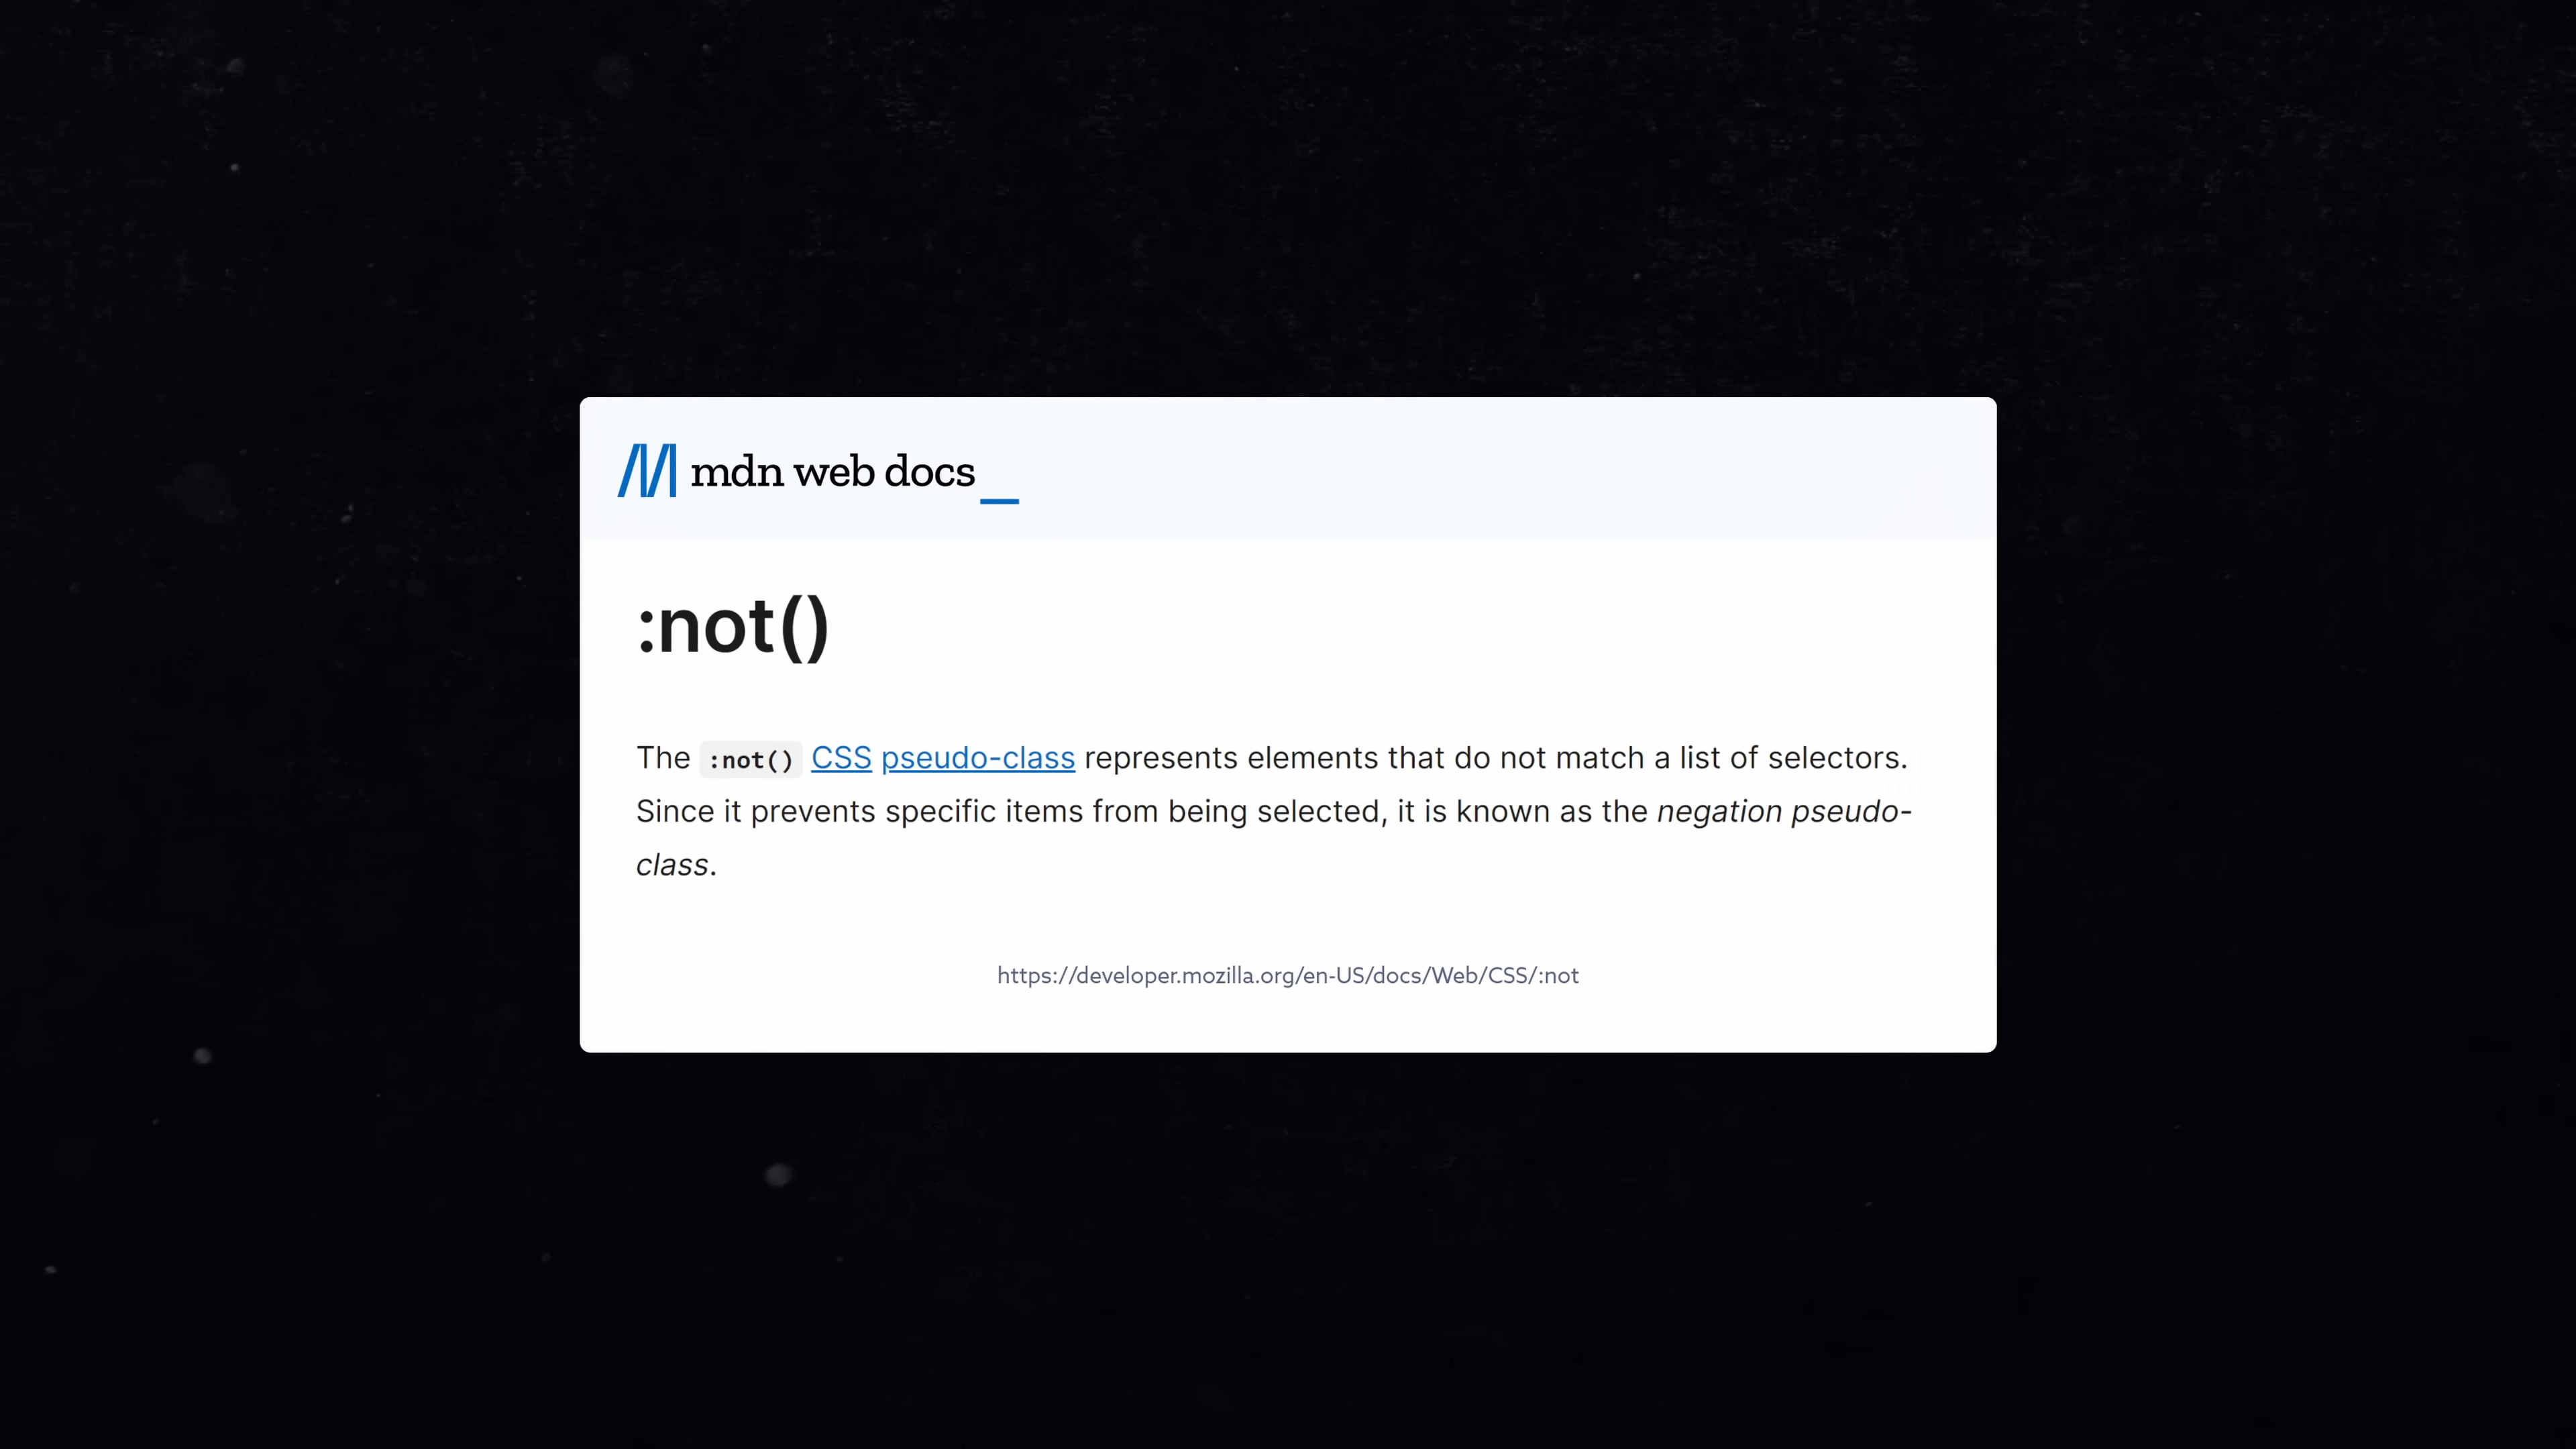 mdn web docs_
:not()
The :not() CSS pseudo-class represents elements that do not match a list of selectors.
Since it prevents specific items from being selected, it is known as the negation pseudo-
class.
https://developer.mozilla.org/en-US/docs/Web/CSS/:not